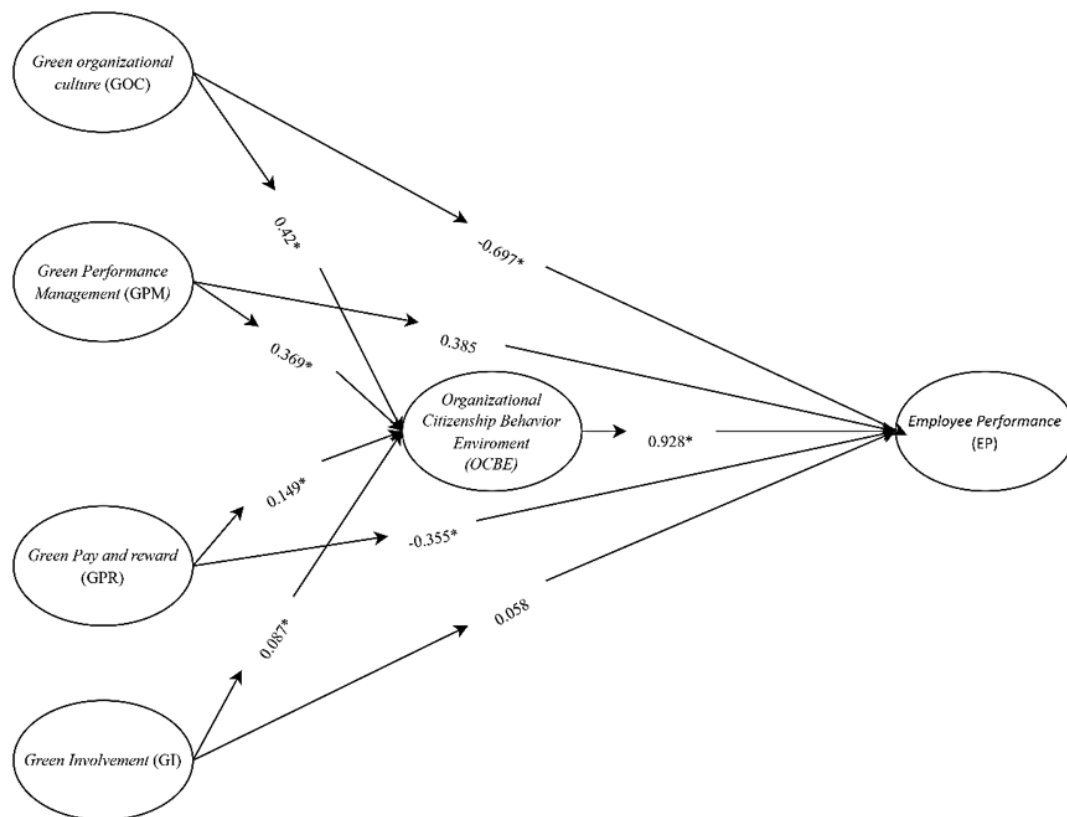 Green organizational
culture (GOC)
0.42*
-0.697*
Green Performance
Management (GPM)
0.369*
0.385
Organizational
Citizenship Behavior
Enviroment
(OCBE)
0.928*
Employee Performance
(EP)
0.149*
-0.355*
Green Pay and reward
(GPR)
0.087*
0.058
Green Involvement (GI)